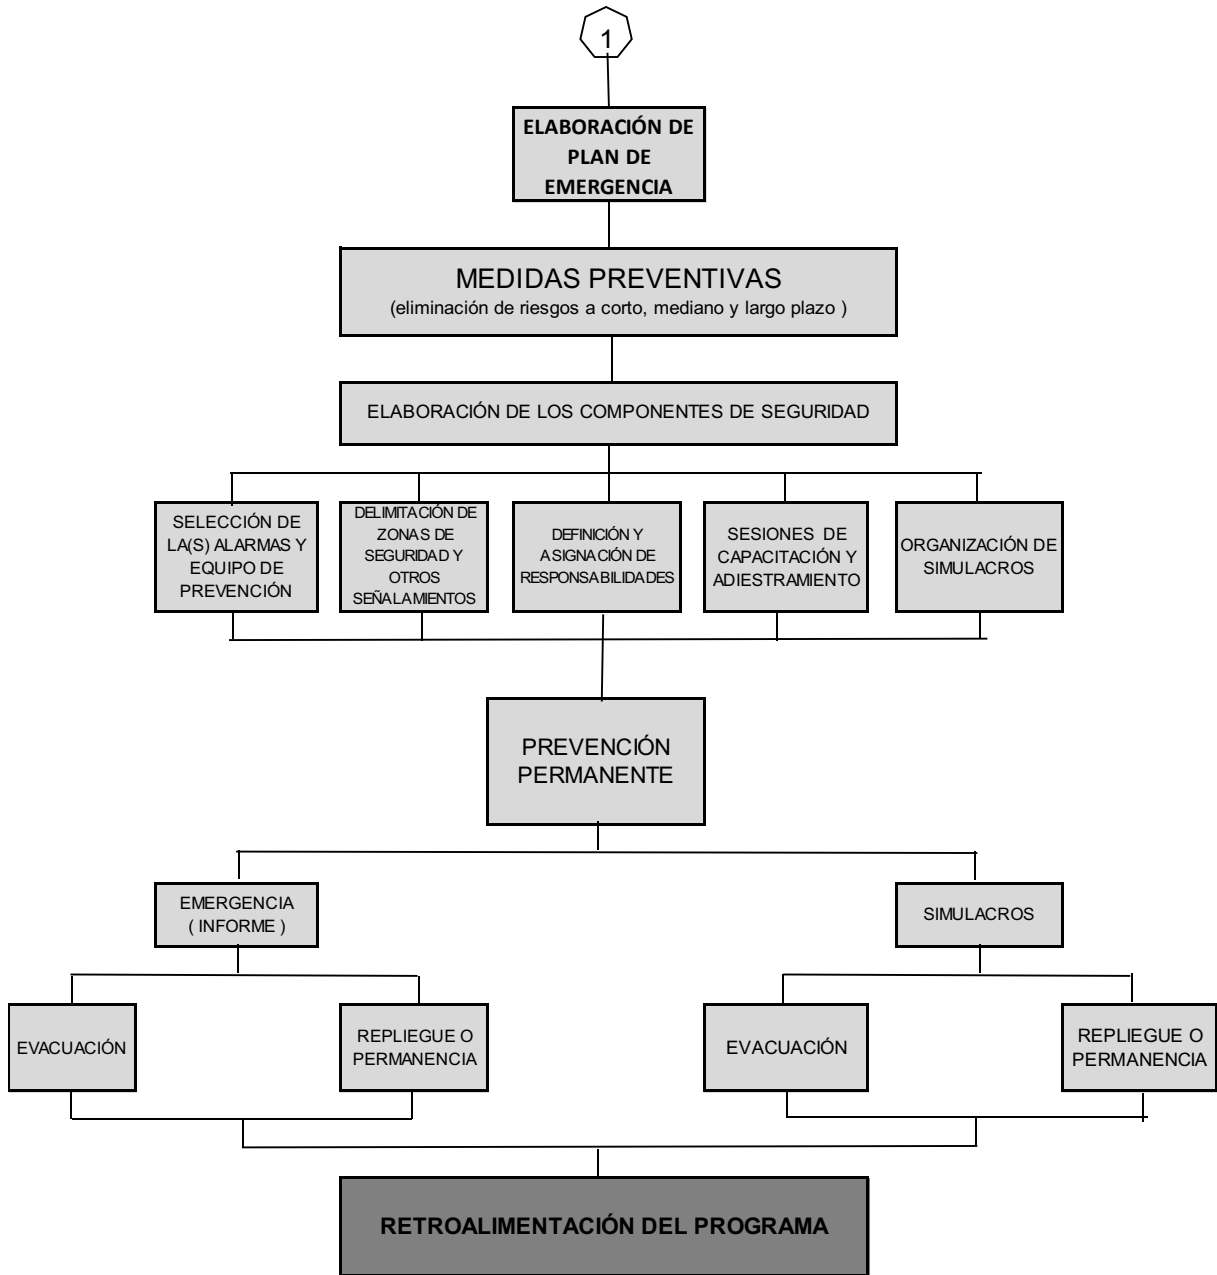 1
ELABORACIÓN DE
PLAN DE
EMERGENCIA
MEDIDAS PREVENTIVAS
(eliminación de riesgos a corto, mediano y largo plazo )
ELABORACIÓN DE LOS COMPONENTES DE SEGURIDAD
SELECCIÓN DE
LA(S) ALARMAS Y
EQUIPO DE
PREVENCIÓN
DELIMITACIÓN DE
ZONAS DE
SEGURIDAD Y
OTROS
SEÑALAMIENTOS
DEFINICIÓN Y
ASIGNACIÓN DE
RESPONSABILIDADES
SESIONES DE
CAPACITACIÓN Y
ADIESTRAMIENTO
ORGANIZACIÓN DE
SIMULACROS
PREVENCIÓN
PERMANENTE
EMERGENCIA
( INFORME )
SIMULACROS
EVACUACIÓN
REPLIEGUE O
PERMANENCIA
EVACUACIÓN
REPLIEGUE O
PERMANENCIA
RETROALIMENTACIÓN DEL PROGRAMA